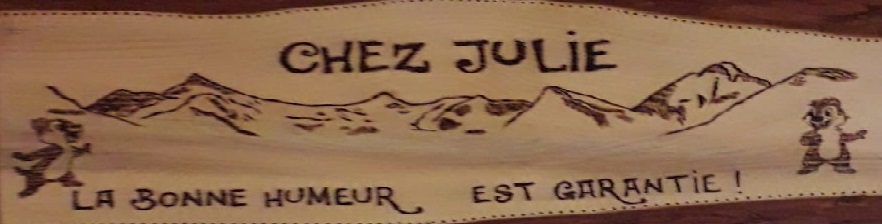 CHEZ JULiE
LA BONNE HUMEUR EST GARANTiE !